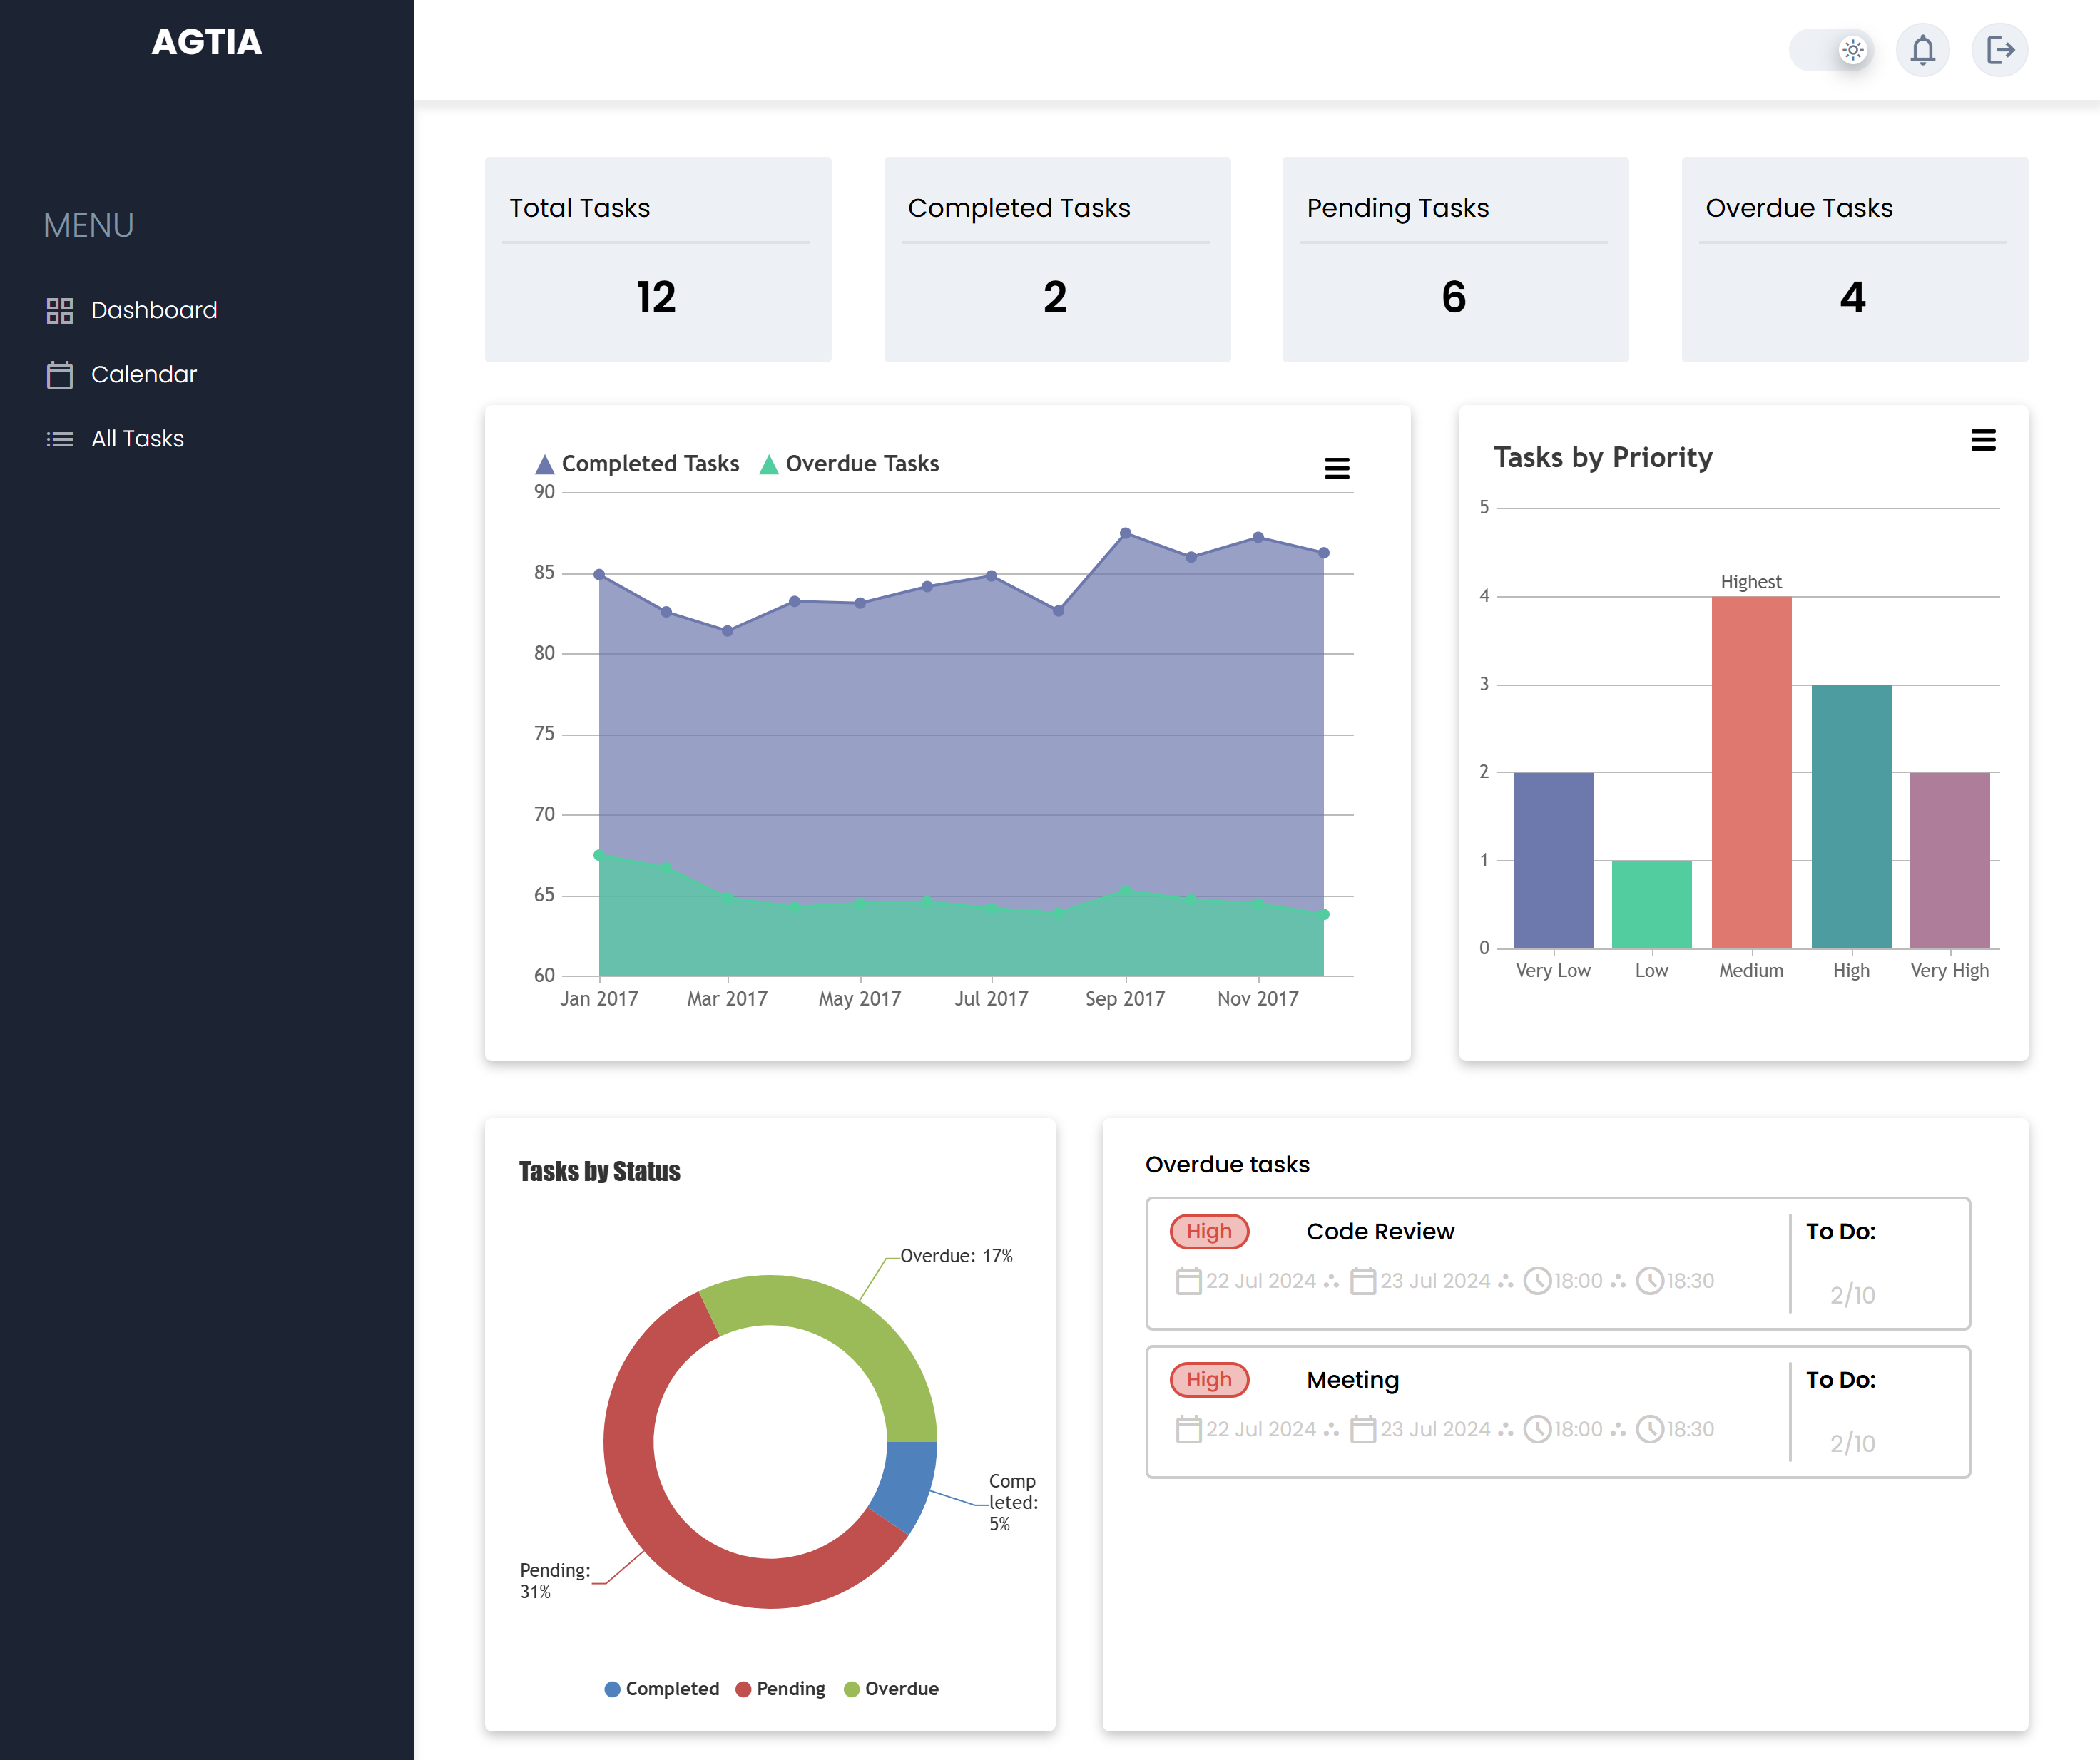 AGTIA
MENU
Dashboard
Calendar
All Tasks
Total Tasks
12
Completed Tasks
2
Pending Tasks
6
Overdue Tasks
4
Completed Tasks Overdue Tasks
90
85
80
75
70
65
60
Jan 2017 Mar 2017 May 2017 Jul 2017 Sep 2017 Nov 2017
Tasks by Priority
5
Highest
4
3
2
1
0
Very Low Low Medium High Very High
Tasks by Status
Overdue: 17%
Comp
leted:
5%
Pending:
31%
Completed Pending Overdue
Overdue tasks
High Code Review To Do:
22 Jul 2024 23 Jul 2024 18:00 18:30
2/10
High Meeting To Do:
22 Jul 2024 23 Jul 2024 18:00 18:30
2/10